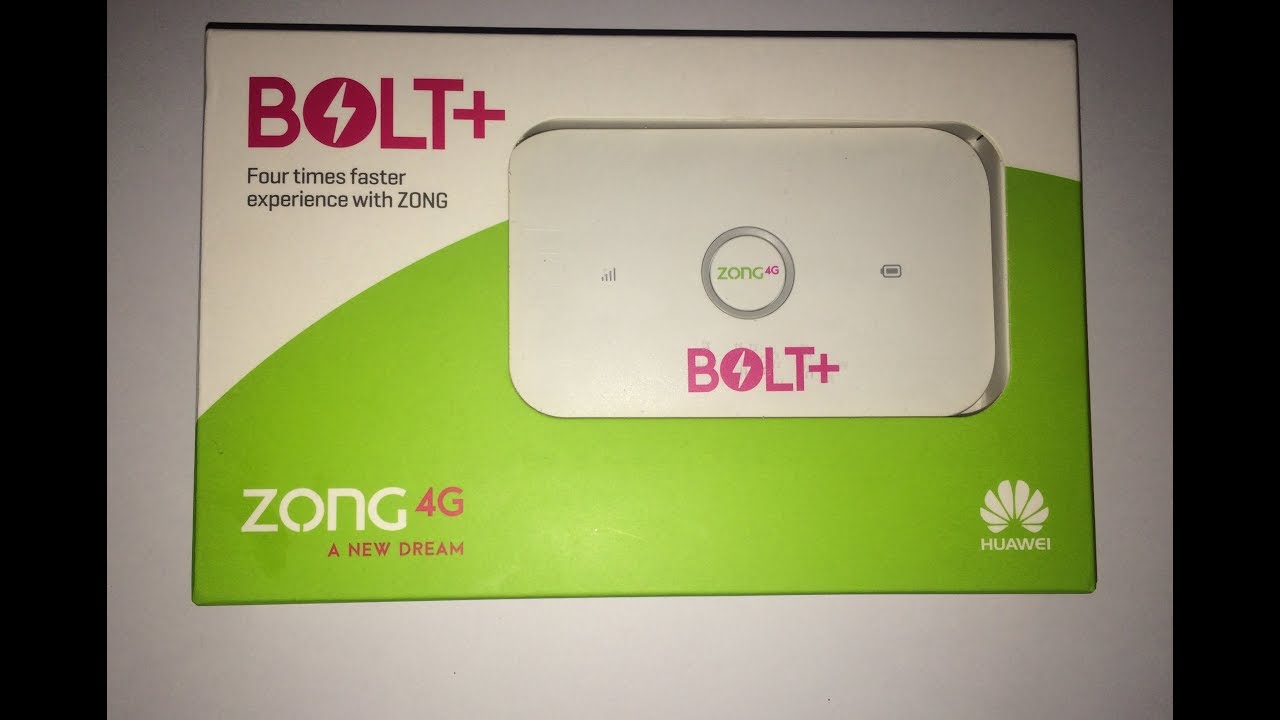 BOLT+
Four times faster
experience with ZONG
ZONG 4G
BOLT+
ZONG 4G
A NEW DREAM
HUAWEI